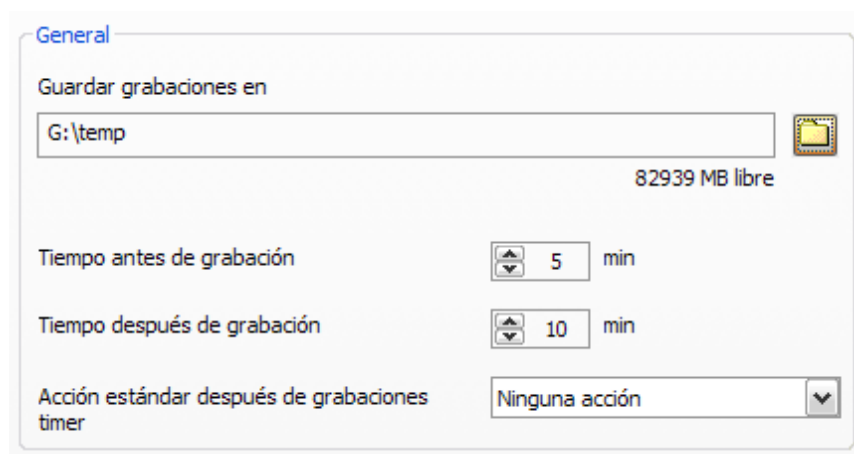 General
Guardar grabaciones en
G:\temp
82939 MB libre
Tiempo antes de grabación 5 min
Tiempo después de grabación 10 min
Acción estándar después de grabaciones Ninguna acción
timer